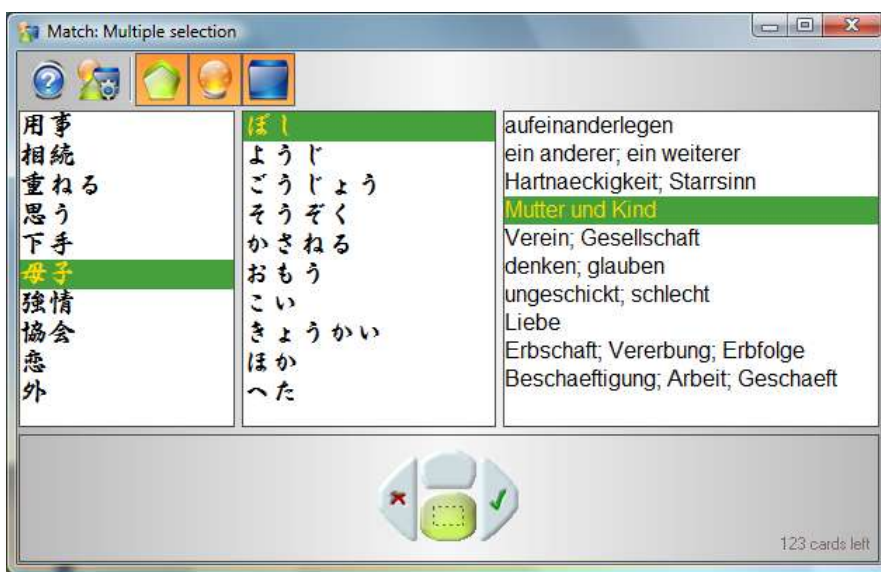 Match: Multiple selection
用事
相続
重ねる
思う
下手
母子
強情
協会
恋
外
ぼし
ようじ
ごうじょう
そうぞく
かさねる
おもう
こい
きょうかい
ほか
へた
aufeinanderlegen
ein anderer; ein weiterer
Hartnaeckigkeit; Starrsinn
Mutter und Kind
Verein; Gesellschaft
denken; glauben
ungeschickt; schlecht
Liebe
Erbschaft; Vererbung; Erbfolge
Beschaeftigung; Arbeit; Geschaeft
123 cards left